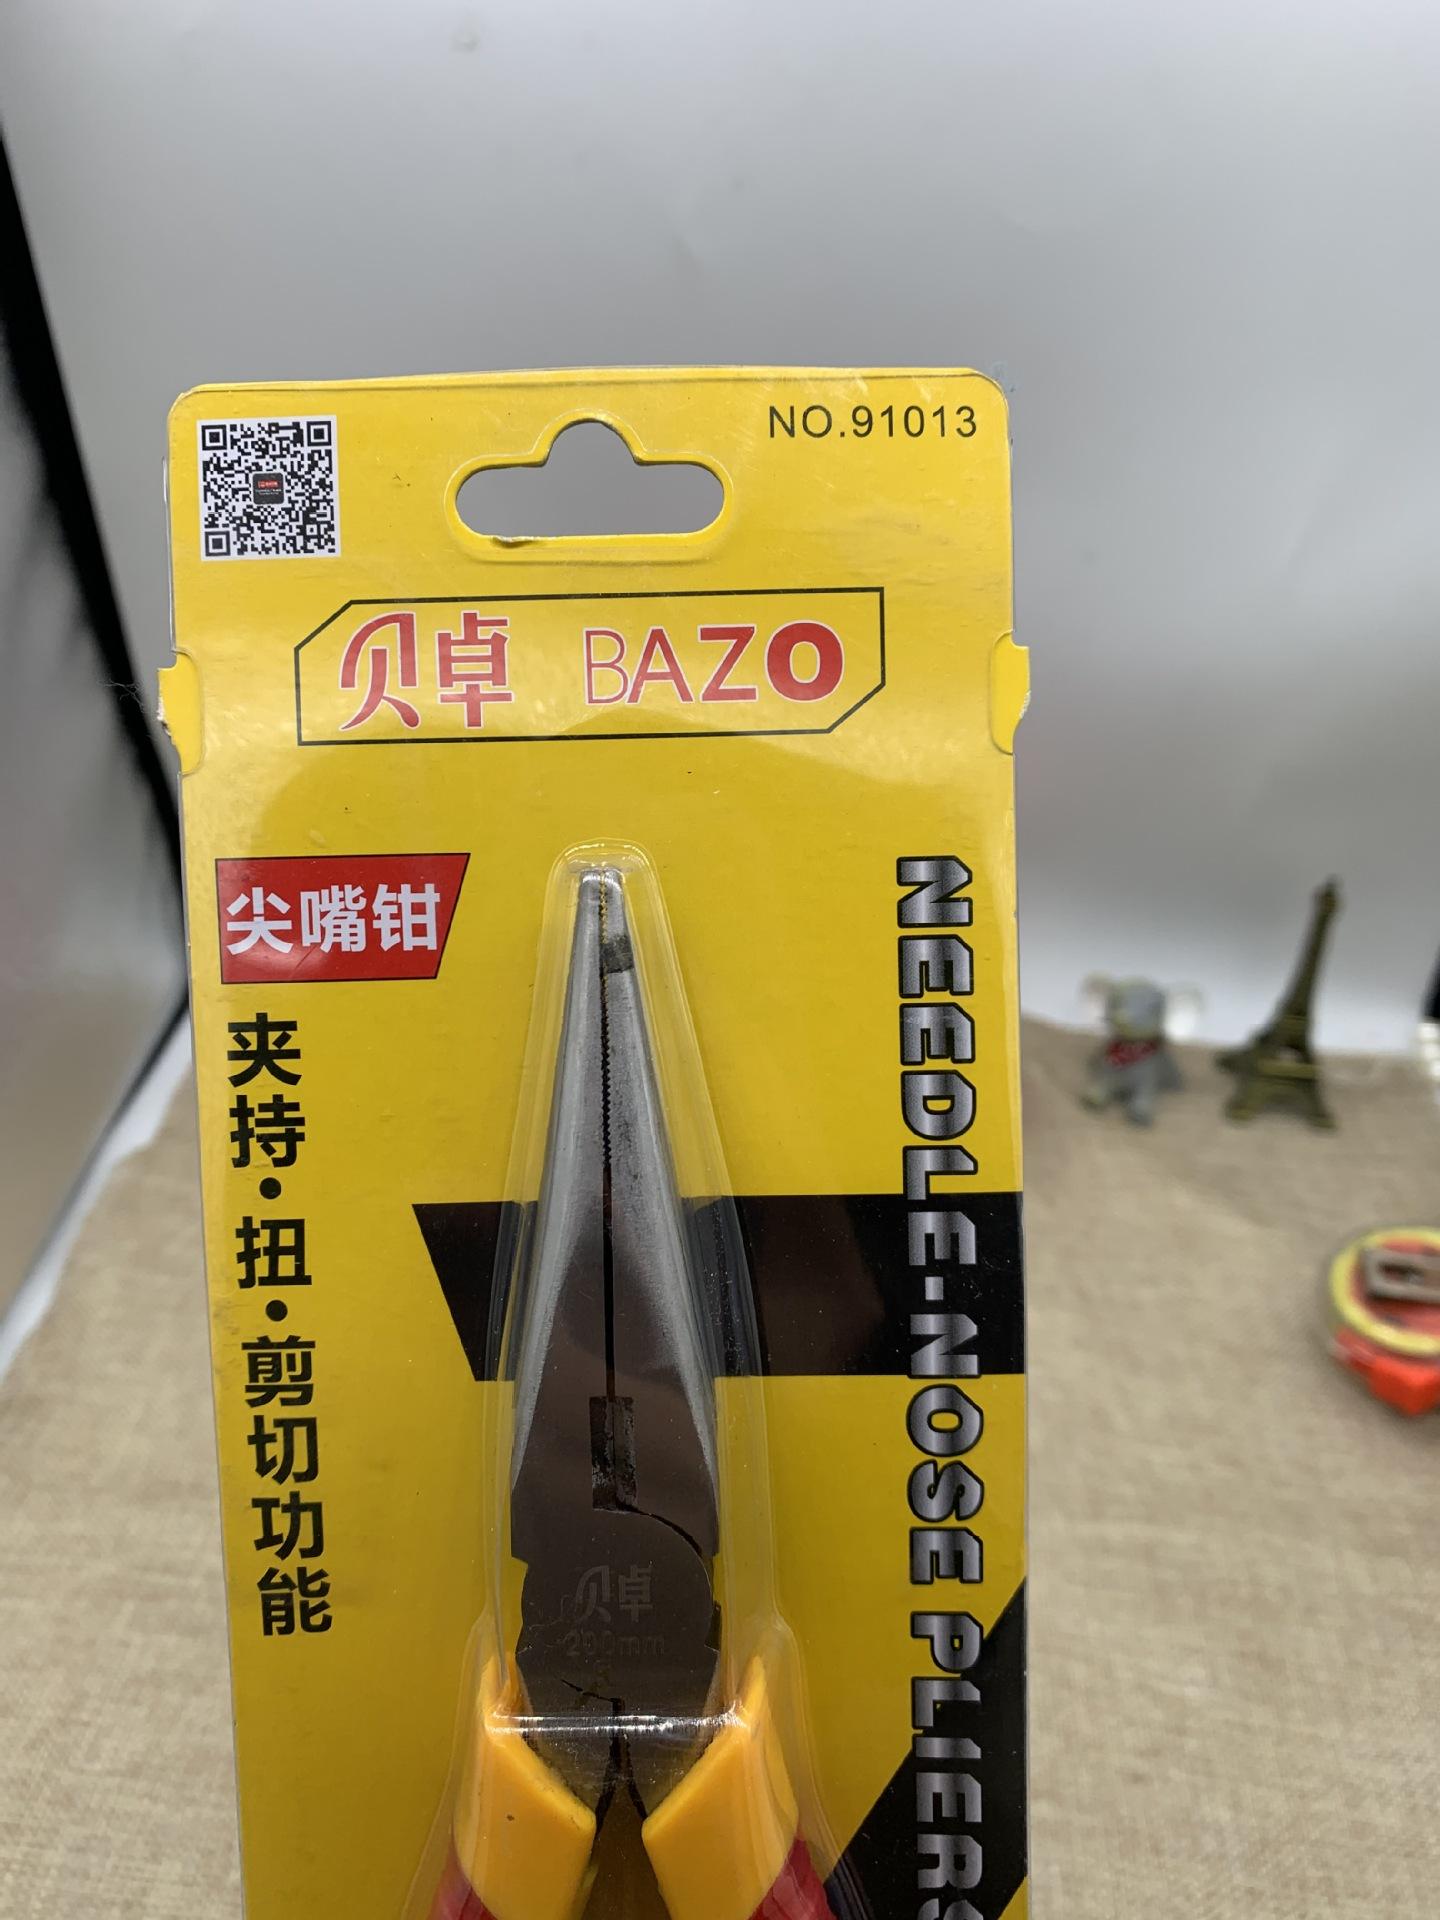 NO.91013
贝卓 BAZO
尖嘴钳
夹持·扭·剪切功能
NEEDLE-NOSE PLIERS
贝卓
200mm